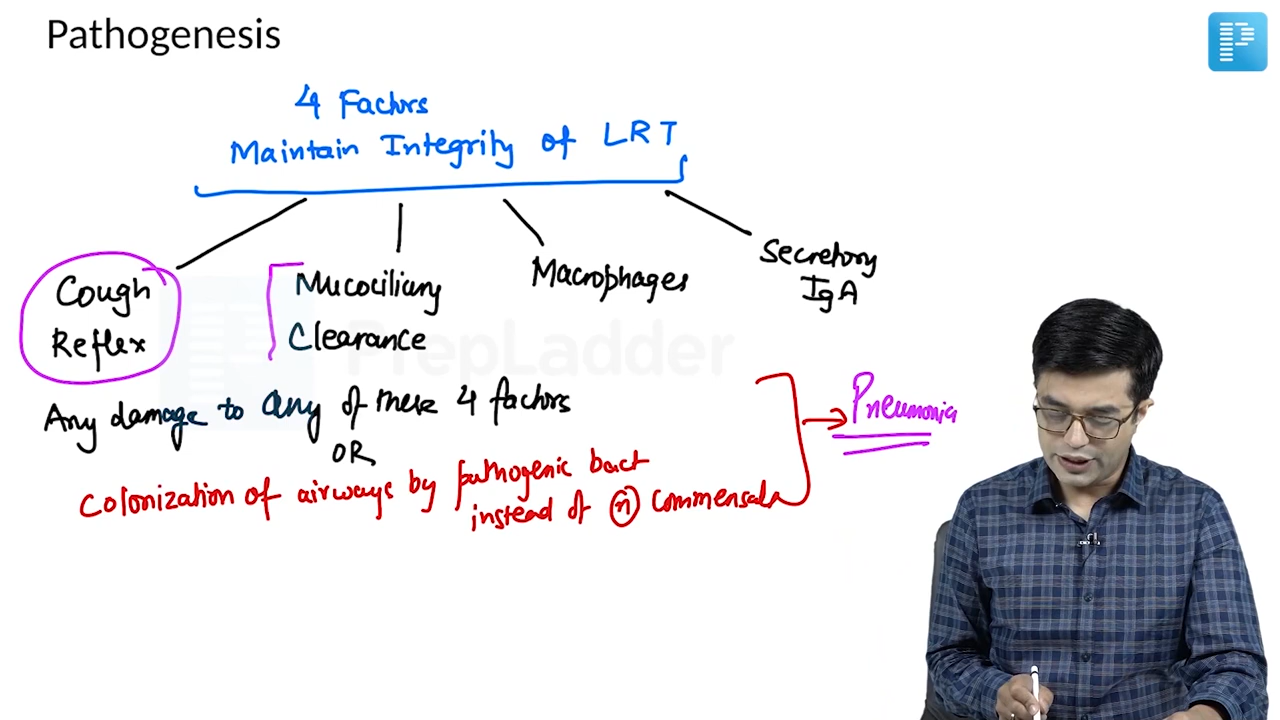 Pathogenesis
4 Factors
Maintain Integrity of LRT
Cough
Reflex
Mucociliary
Clearance
Macrophages
Secretory
IgA
PrepLadder
Any damage to any of these 4 factors
OR
Colonization of airways by pathogenic bact
instead of n commensals
Pneumonia